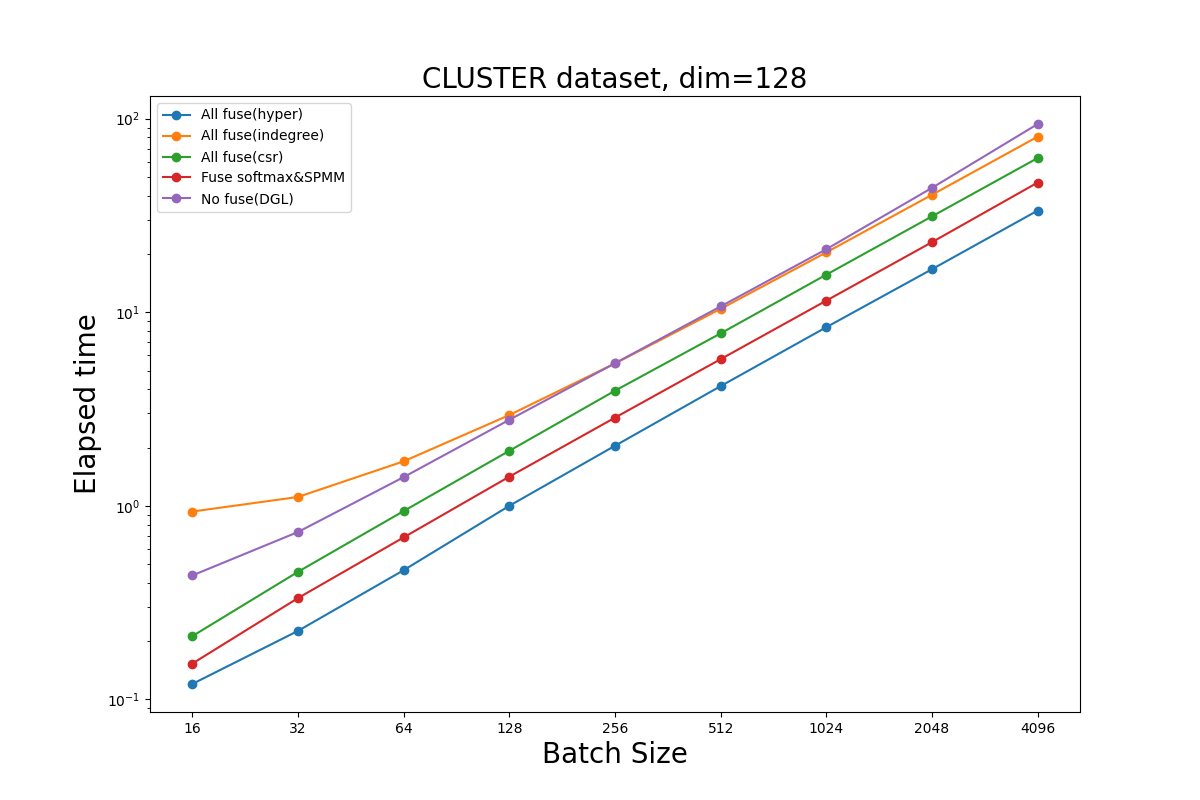 CLUSTER dataset, dim=128
All fuse(hyper)
All fuse(indegree)
All fuse(csr)
Fuse softmax&SPMM
No fuse(DGL)
Elapsed time
10²
10¹
10⁰
10⁻¹
16 32 64 128 256 512 1024 2048 4096
Batch Size